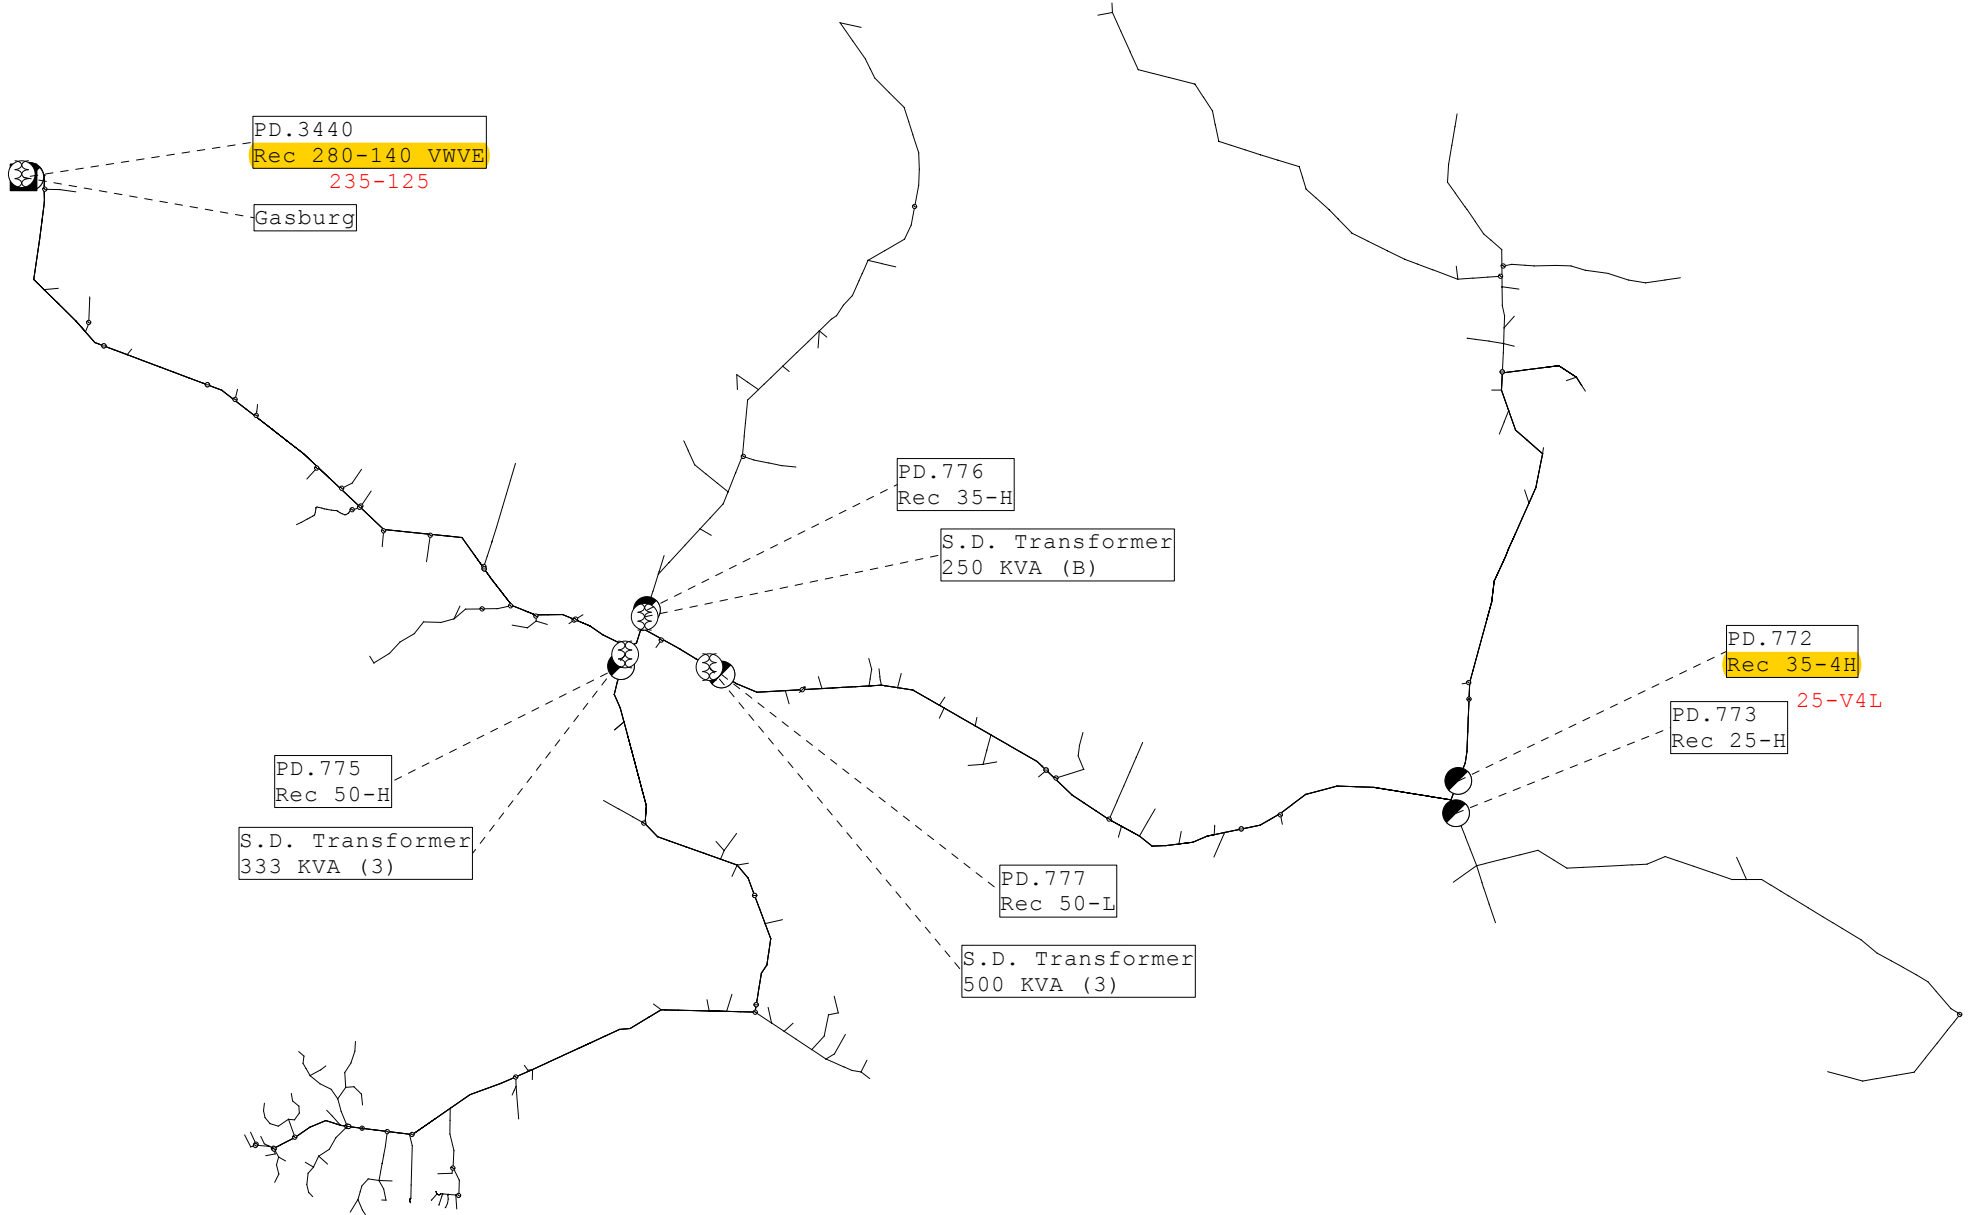 PD.3440
Rec 280-140 VWVE
235-125
Gasburg
PD.776
Rec 35-H
S.D. Transformer
250 KVA (B)
PD.772
Rec 35-4H
25-V4L
PD.773
Rec 25-H
PD.775
Rec 50-H
S.D. Transformer
333 KVA (3)
PD.777
Rec 50-L
S.D. Transformer
500 KVA (3)